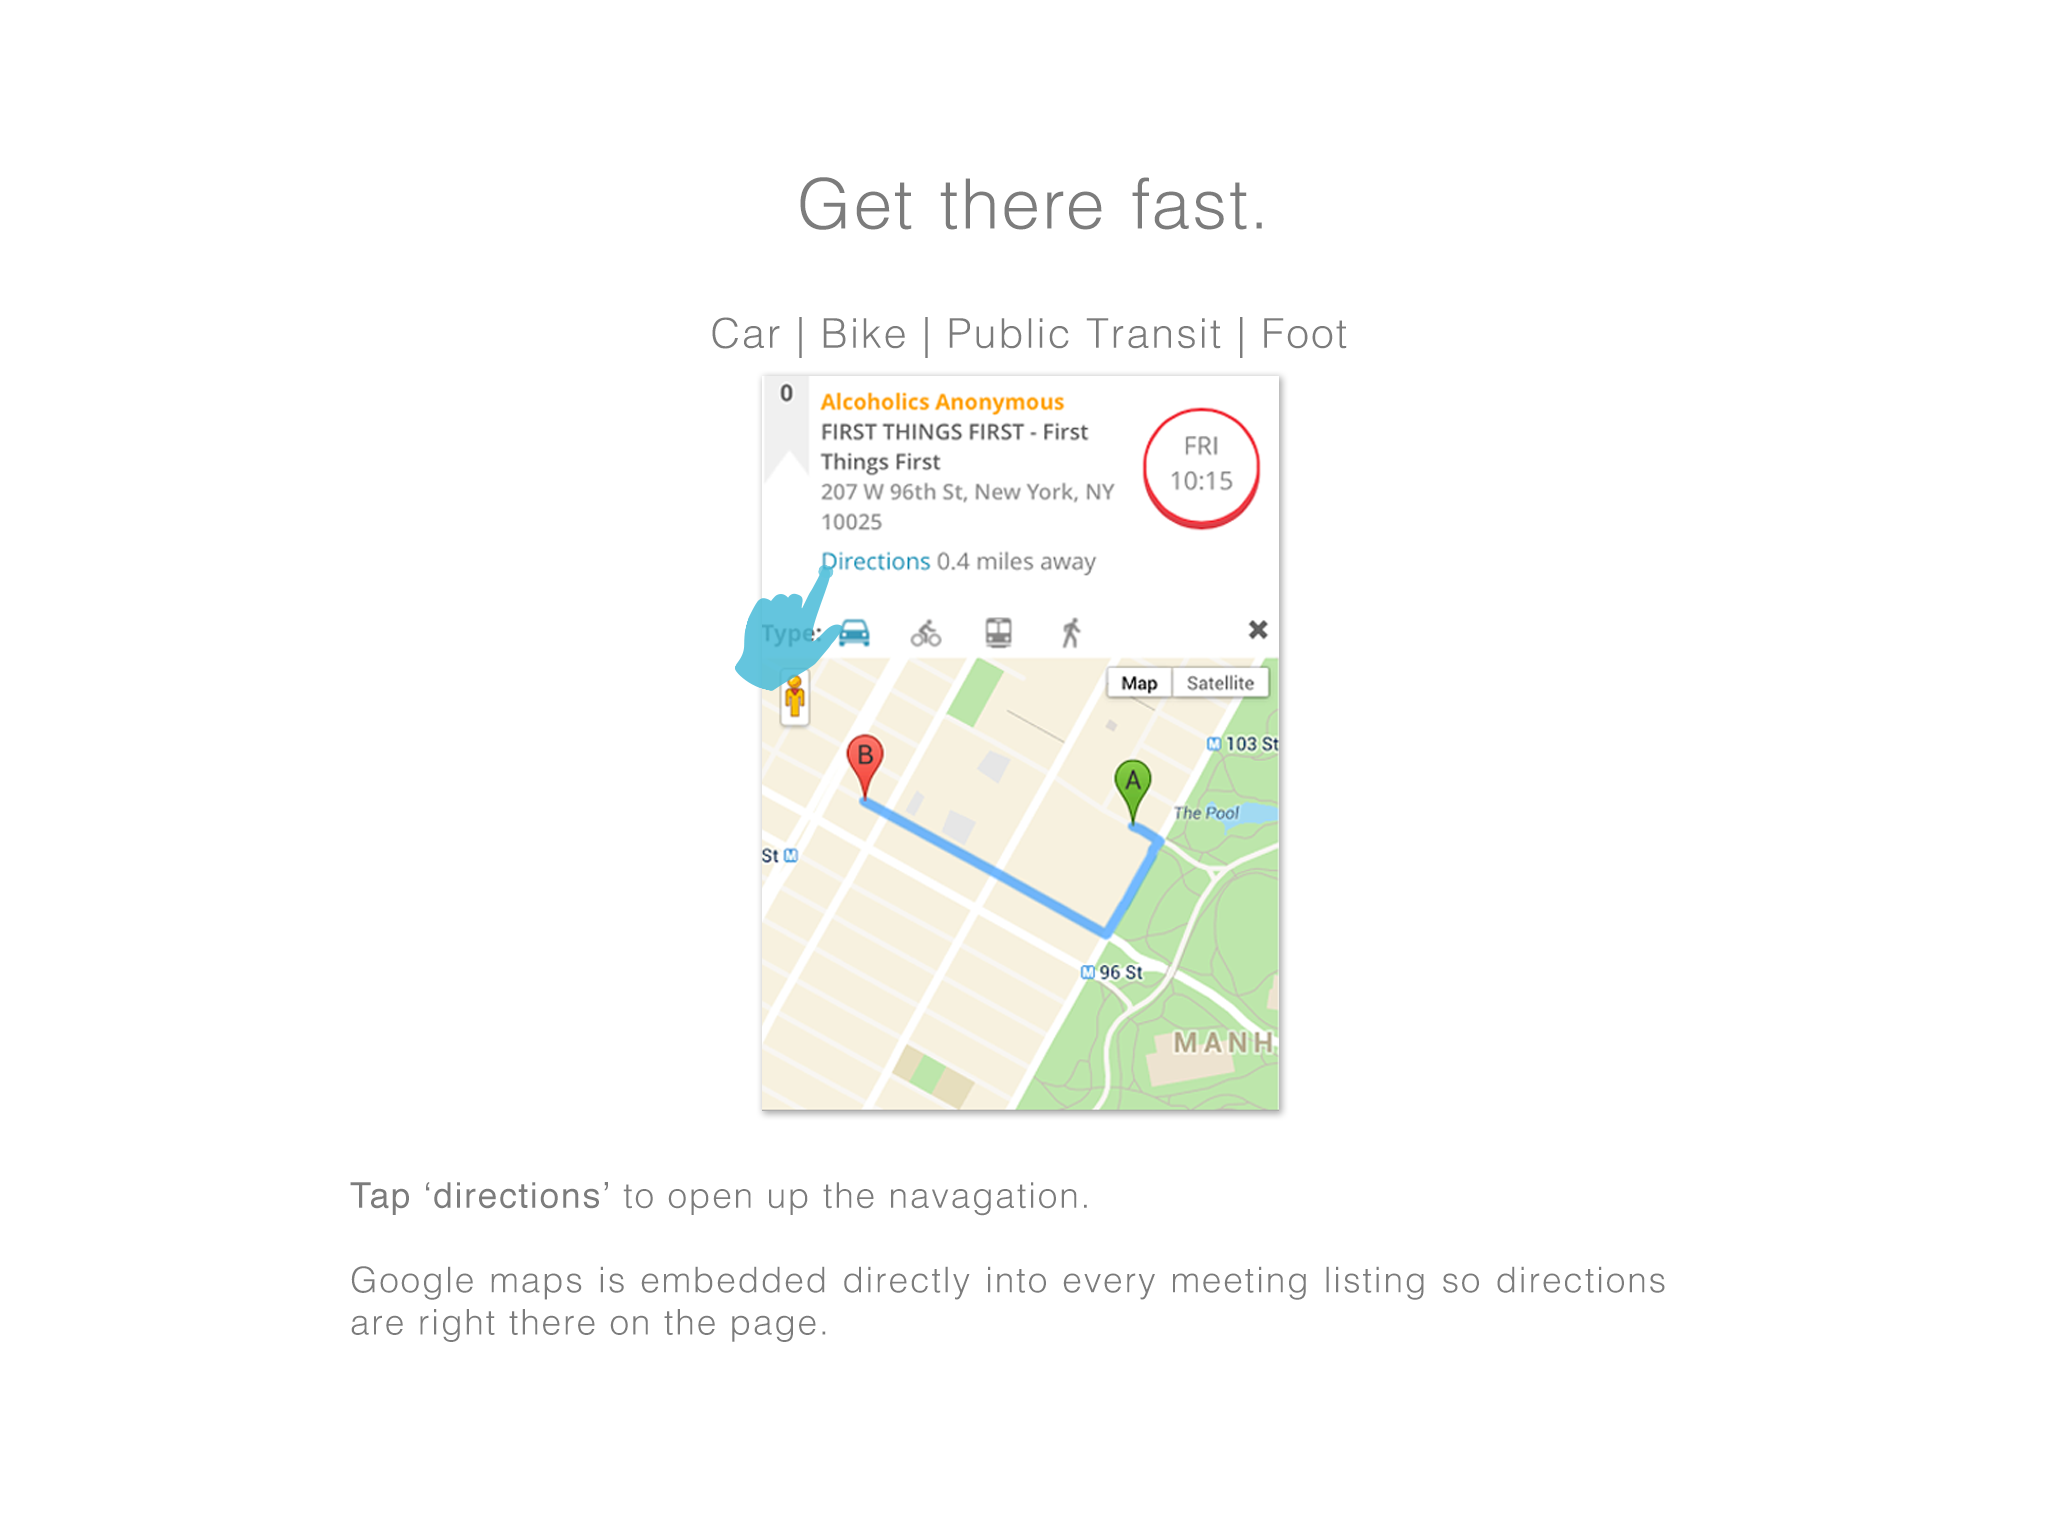 Get there fast.
Car | Bike | Public Transit | Foot
0
Alcoholics Anonymous
FIRST THINGS FIRST - First
Things First
207 W 96th St, New York, NY
10025
FRI
10:15
Directions 0.4 miles away
Type:
Map
Satellite
M 103 St
B
A
The Pool
St M
M 96 St
MANH
Tap ‘directions’ to open up the navagation.
Google maps is embedded directly into every meeting listing so directions
are right there on the page.